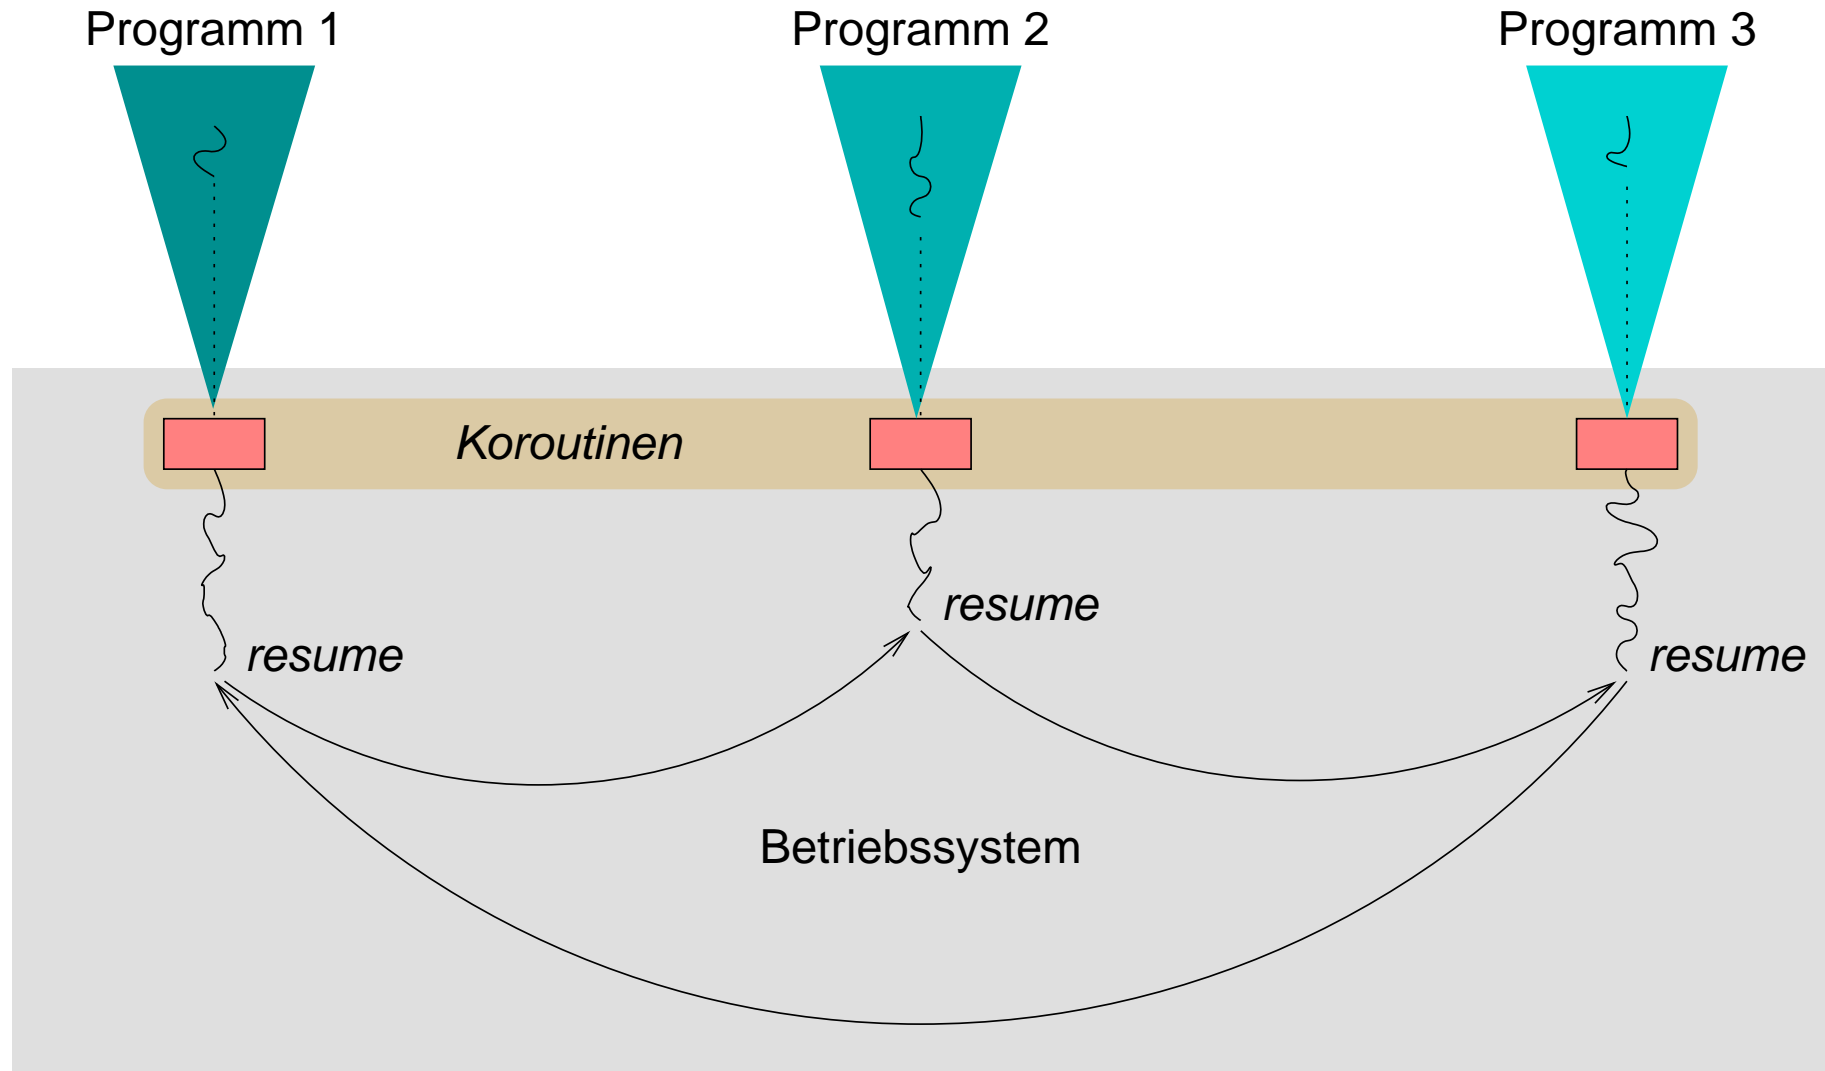 Programm 1
Programm 2
Programm 3
Koroutinen
resume
resume
resume
Betriebssystem